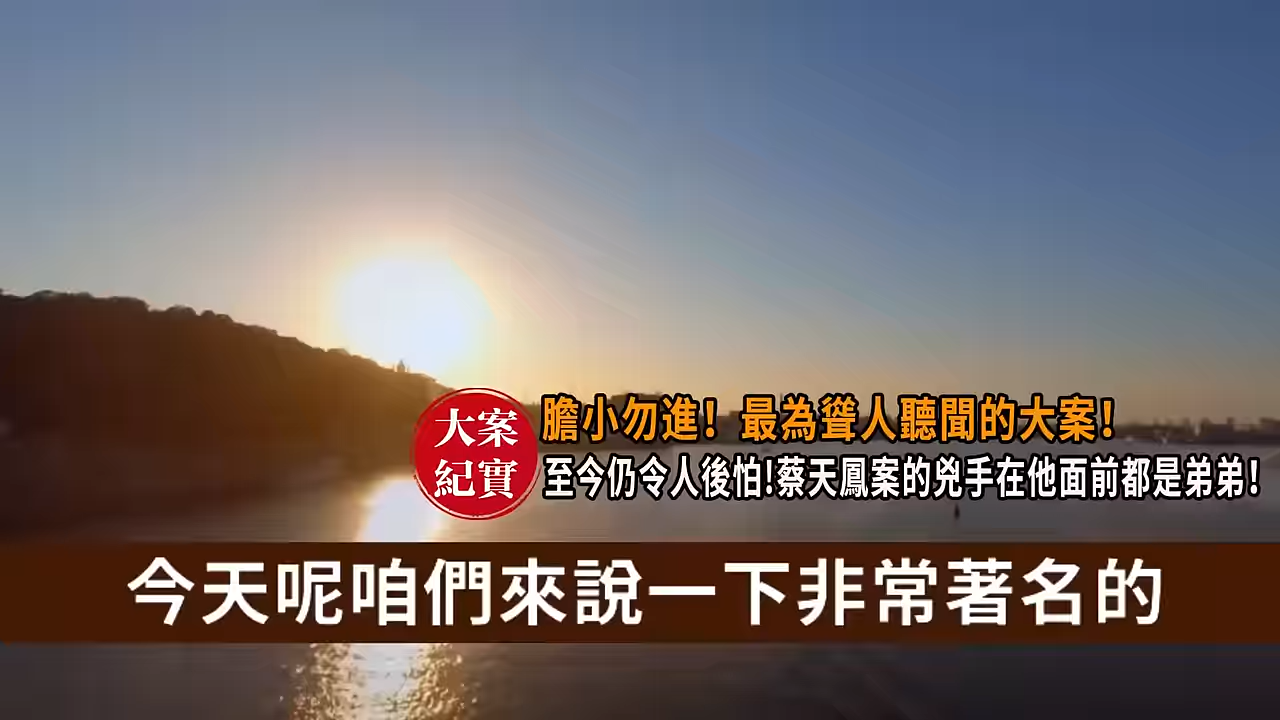 大案
紀實
膽小勿進！最為聳人聽聞的大案！
至今仍令人後怕!蔡天鳳案的兇手在他面前都是弟弟!
今天呢咱們來說一下非常著名的